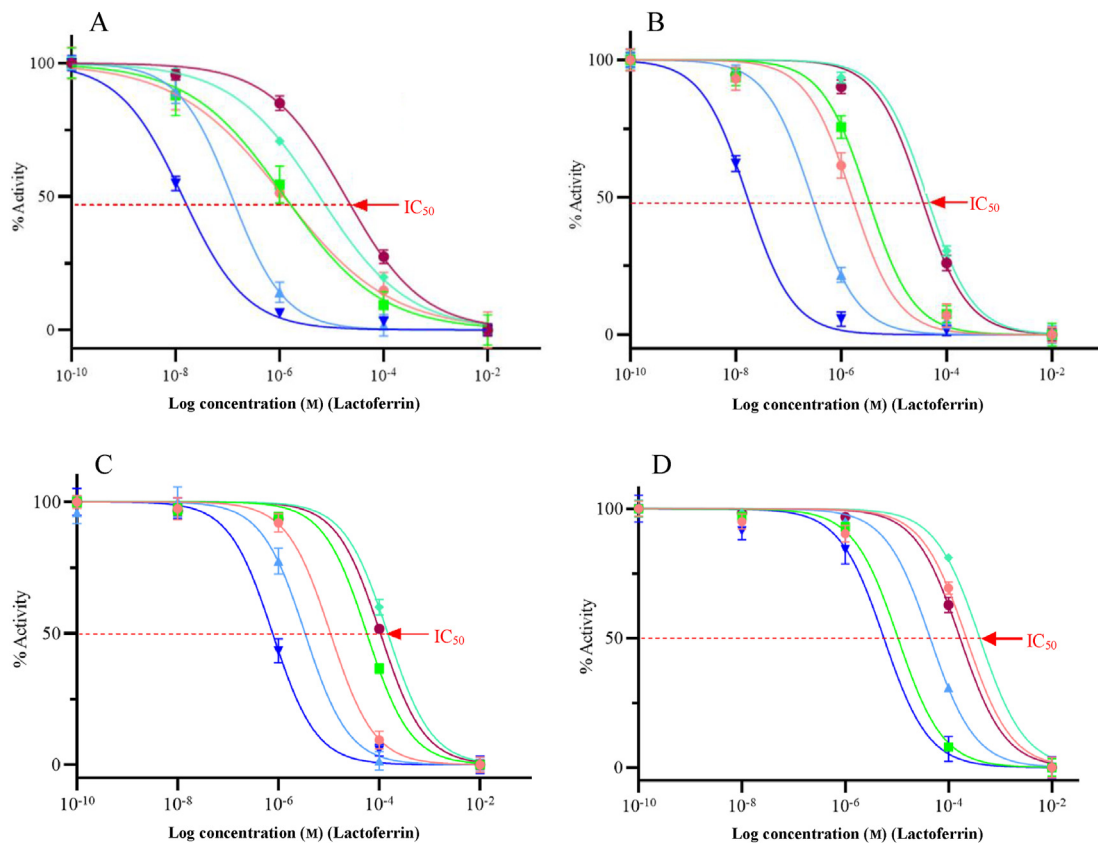 A
100
50
0
% Activity
IC50
10-10 10-8 10-6 10-4 10-2
Log concentration (M) (Lactoferrin)
B
100
50
0
% Activity
IC50
10-10 10-8 10-6 10-4 10-2
Log concentration (M) (Lactoferrin)
C
100
50
0
% Activity
IC50
10-10 10-8 10-6 10-4 10-2
Log concentration (M) (Lactoferrin)
D
100
50
0
% Activity
IC50
10-10 10-8 10-6 10-4 10-2
Log concentration (M) (Lactoferrin)